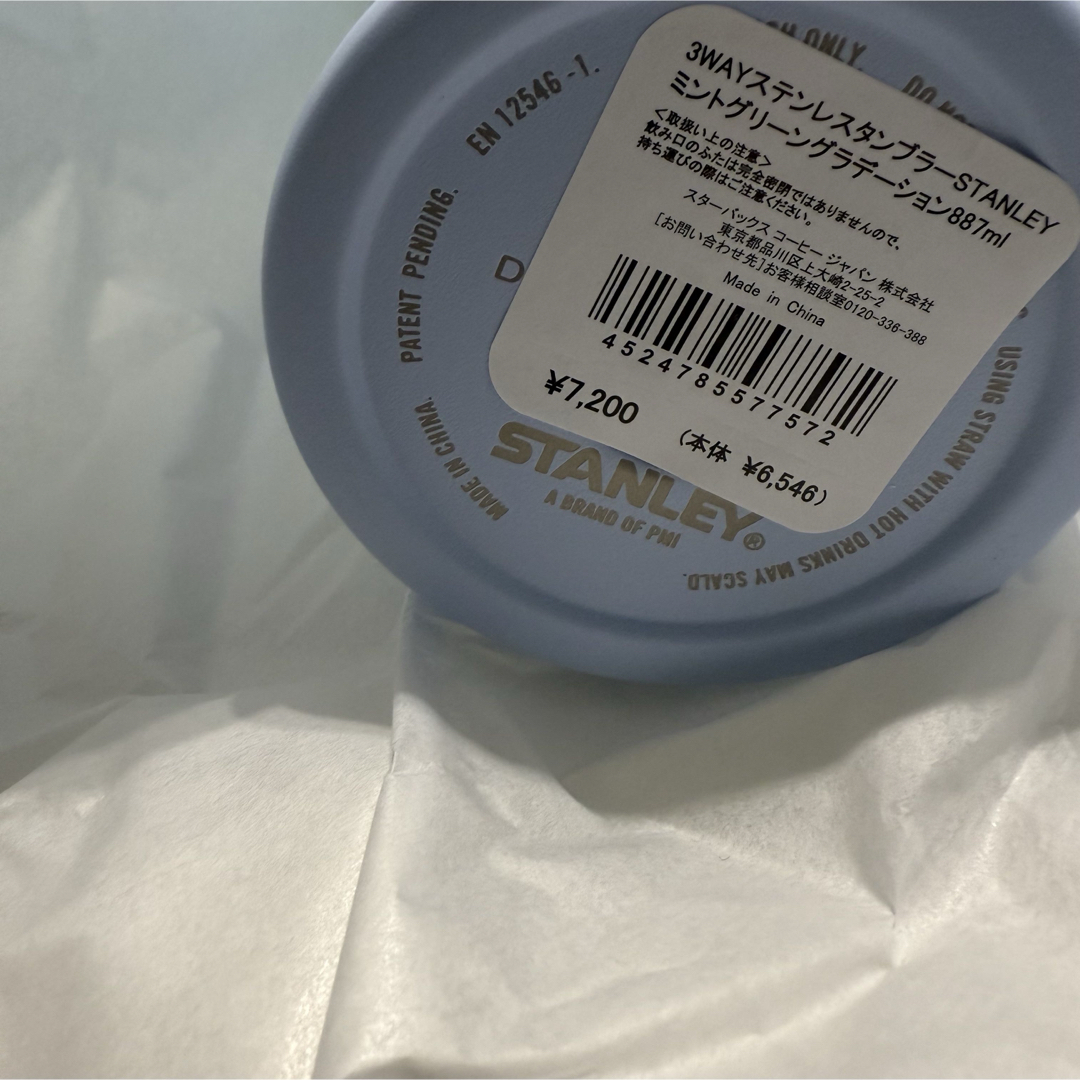 3WAYステンレスタンブラーSTANLEY
ミントグリーングラデーション887ml
<取扱い上の注意>
飲み口のふたは完全密閉ではありませんので、
持ち運びの際はご注意ください。
スターバックス コーヒー ジャパン 株式会社
東京都品川区上大崎2-25-2
[お問い合わせ先]お客様相談室0120-336-388
Made in China
4524785577572
¥7,200
(本体 ¥6,546)
ONLY.
EN 12546-1.
PATENT PENDING.
MADE IN CHINA.
STANLEY®
A BRAND OF PMI
USING STRAW WITH HOT DRINKS MAY SCALD.